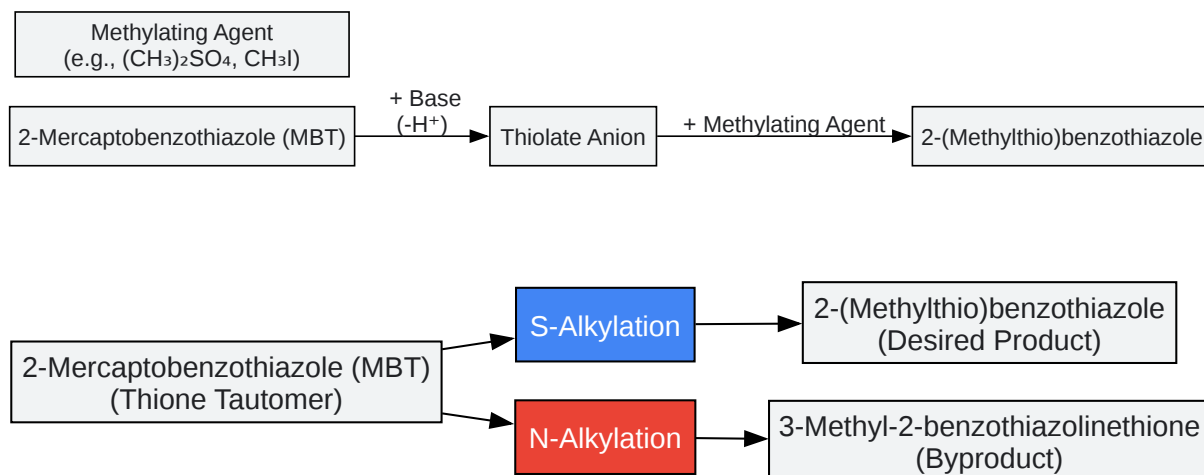 Methylating Agent
(e.g., (CH₃)₂SO₄, CH₃I)
+ Base
(-H⁺)
2-Mercaptobenzothiazole (MBT)
Thiolate Anion
+ Methylating Agent
2-(Methylthio)benzothiazole
S-Alkylation
2-(Methylthio)benzothiazole
(Desired Product)
2-Mercaptobenzothiazole (MBT)
(Thione Tautomer)
N-Alkylation
3-Methyl-2-benzothiazolinethione
(Byproduct)